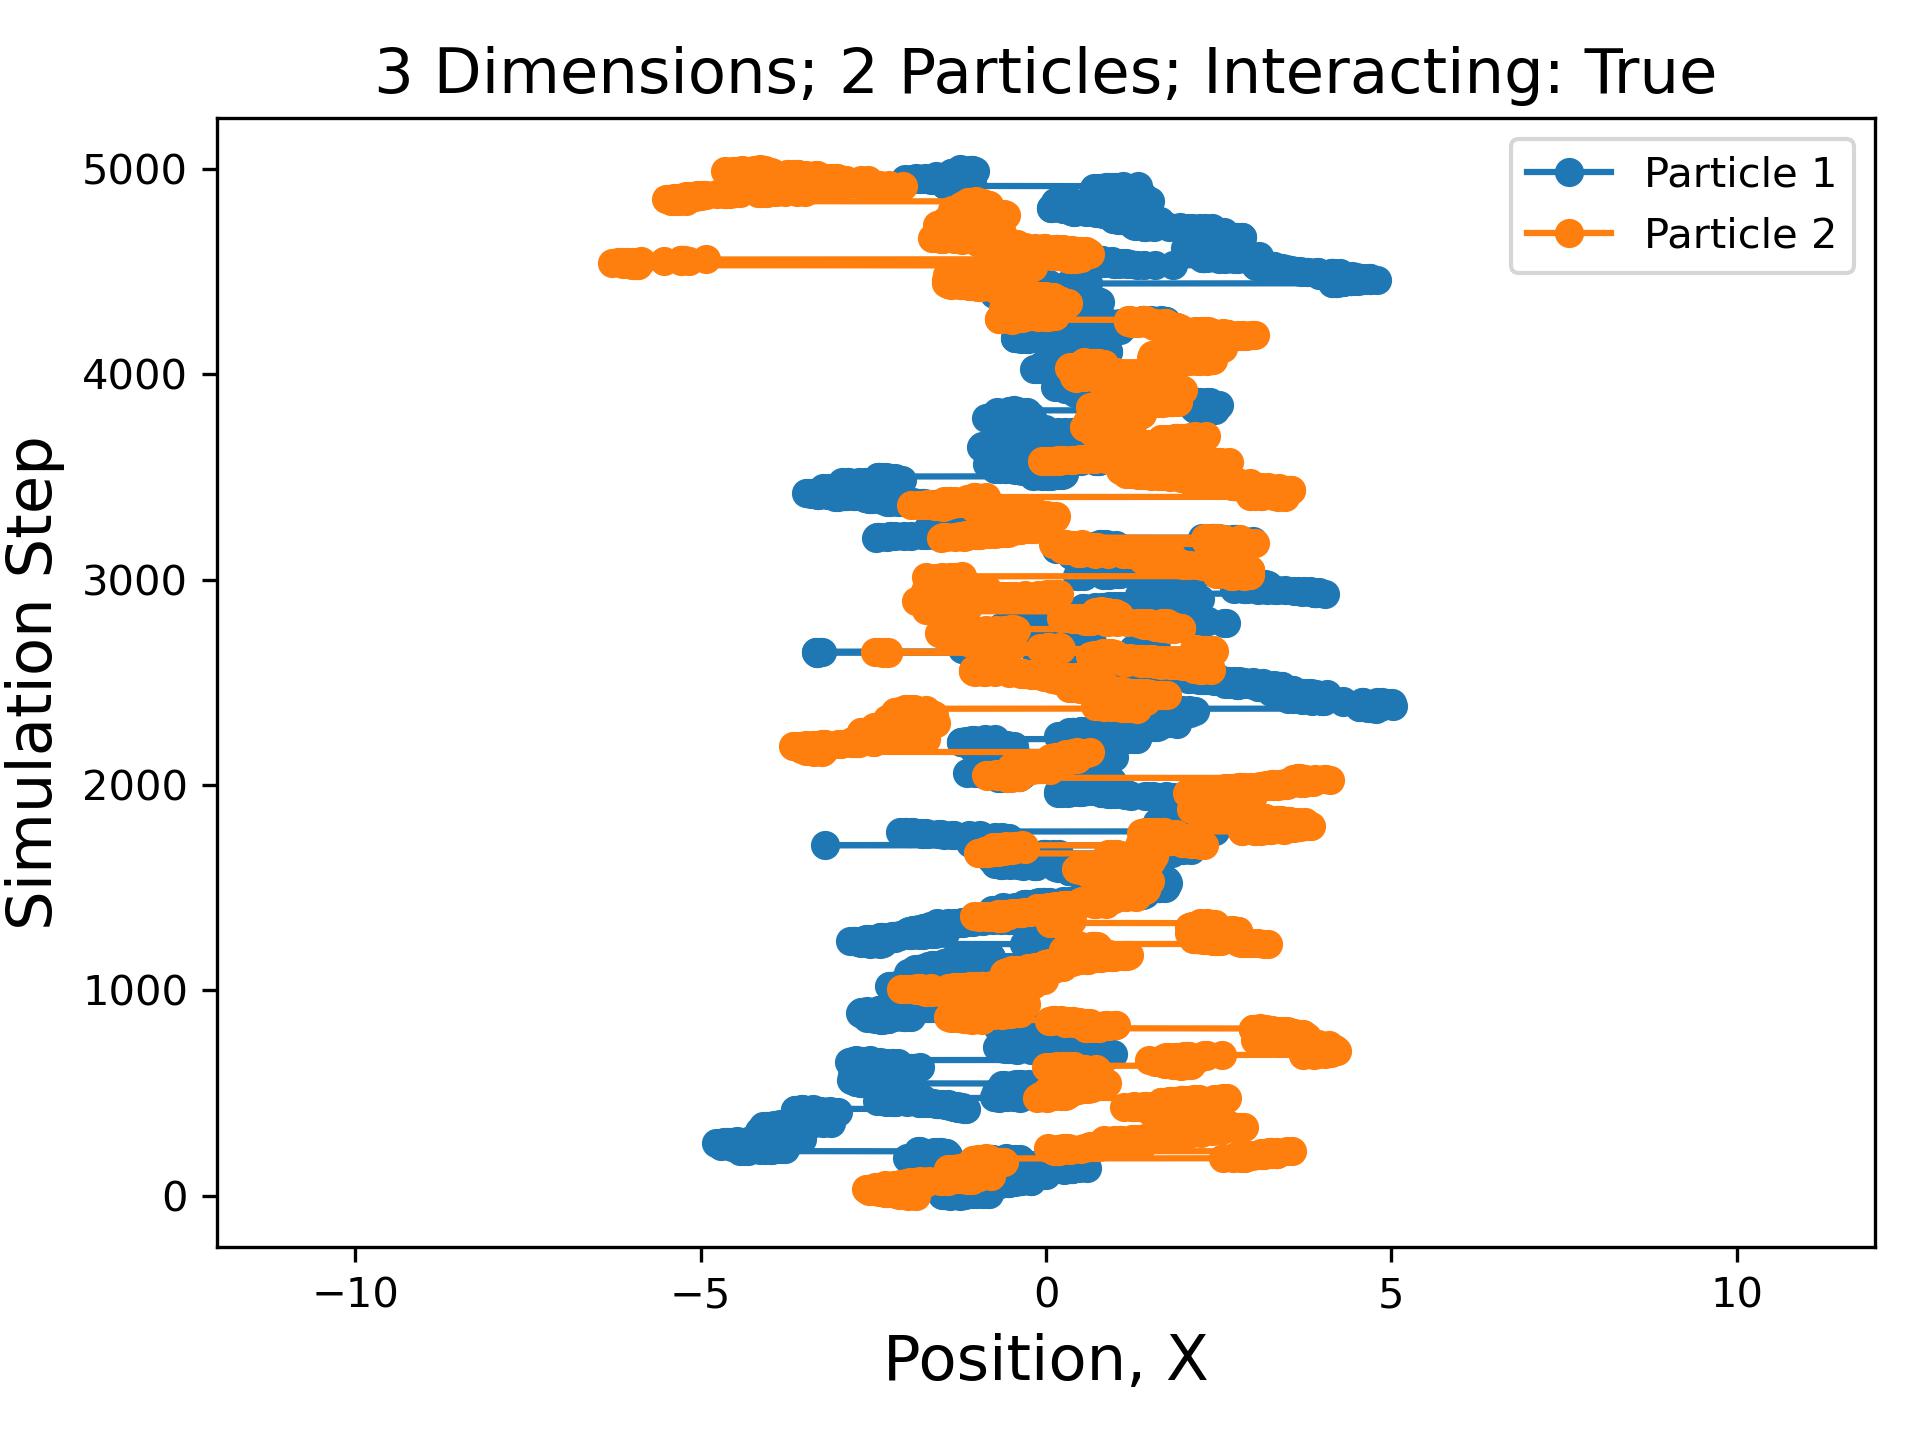 3 Dimensions; 2 Particles; Interacting: True
Particle 1
Particle 2
5000
4000
3000
2000
1000
0
Simulation Step
−10
−5
0
5
10
Position, X